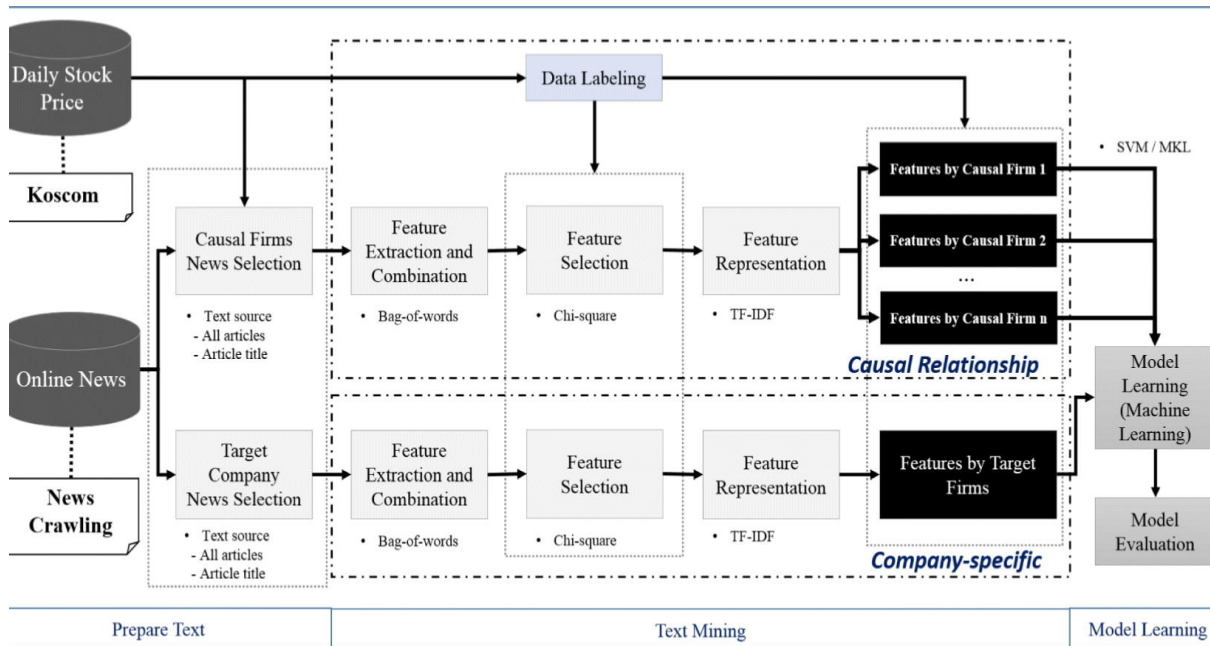 Daily Stock
Price
Koscom
Online News
News
Crawling
Causal Firms
News Selection
• Text source
- All articles
- Article title
Target
Company
News Selection
• Text source
- All articles
- Article title
Data Labeling
Feature
Extraction and
Combination
• Bag-of-words
Feature
Selection
• Chi-square
Feature
Representation
• TF-IDF
Features by Causal Firm 1
Features by Causal Firm 2
...
Features by Causal Firm n
Causal Relationship
Feature
Extraction and
Combination
• Bag-of-words
Feature
Selection
• Chi-square
Feature
Representation
• TF-IDF
Features by Target
Firms
Company-specific
• SVM / MKL
Model
Learning
(Machine
Learning)
Model
Evaluation
Prepare Text
Text Mining
Model Learning